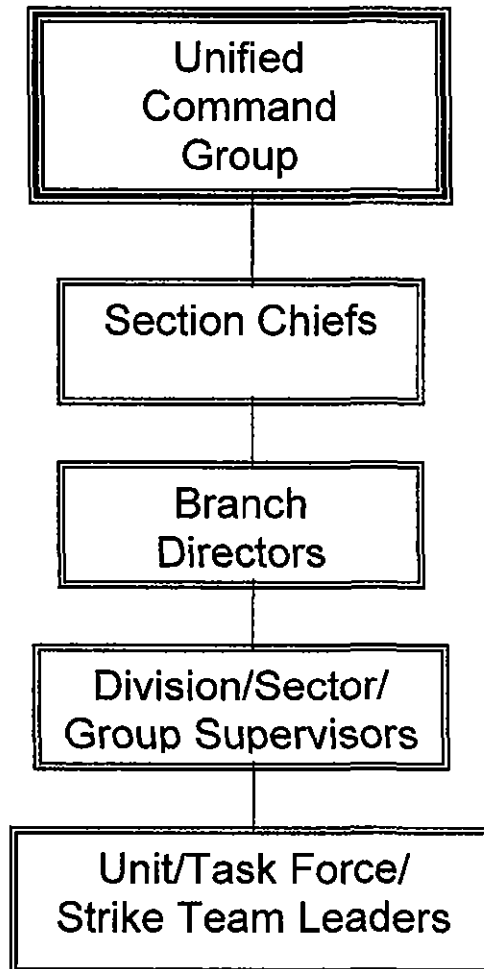 Unified
Command
Group
Section Chiefs
Branch
Directors
Division/Sector/
Group Supervisors
Unit/Task Force/
Strike Team Leaders